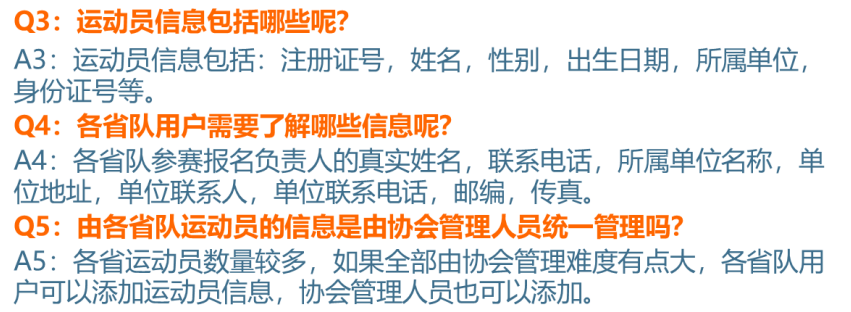 Q3：运动员信息包括哪些呢？
A3：运动员信息包括：注册证号，姓名，性别，出生日期，所属单位，
身份证号等。
Q4：各省队用户需要了解哪些信息呢？
A4：各省队参赛报名负责人的真实姓名，联系电话，所属单位名称，单
位地址，单位联系人，单位联系电话，邮编，传真。
Q5：由各省队运动员的信息是由协会管理人员统一管理吗？
A5：各省运动员数量较多，如果全部由协会管理难度有点大，各省队用
户可以添加运动员信息，协会管理人员也可以添加。